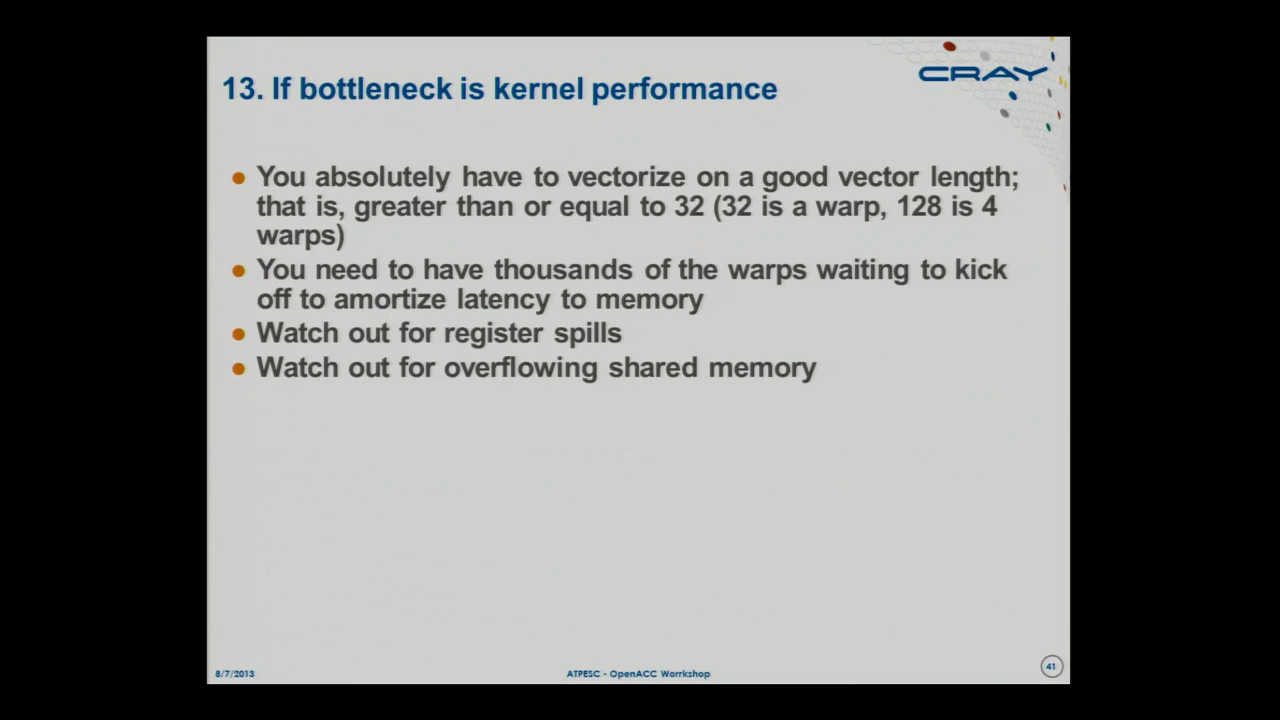 CRAY
13. If bottleneck is kernel performance
You absolutely have to vectorize on a good vector length;
that is, greater than or equal to 32 (32 is a warp, 128 is 4
warps)
You need to have thousands of the warps waiting to kick
off to amortize latency to memory
Watch out for register spills
Watch out for overflowing shared memory
8/7/2013
ATPESC - OpenACC Worrkshop
41